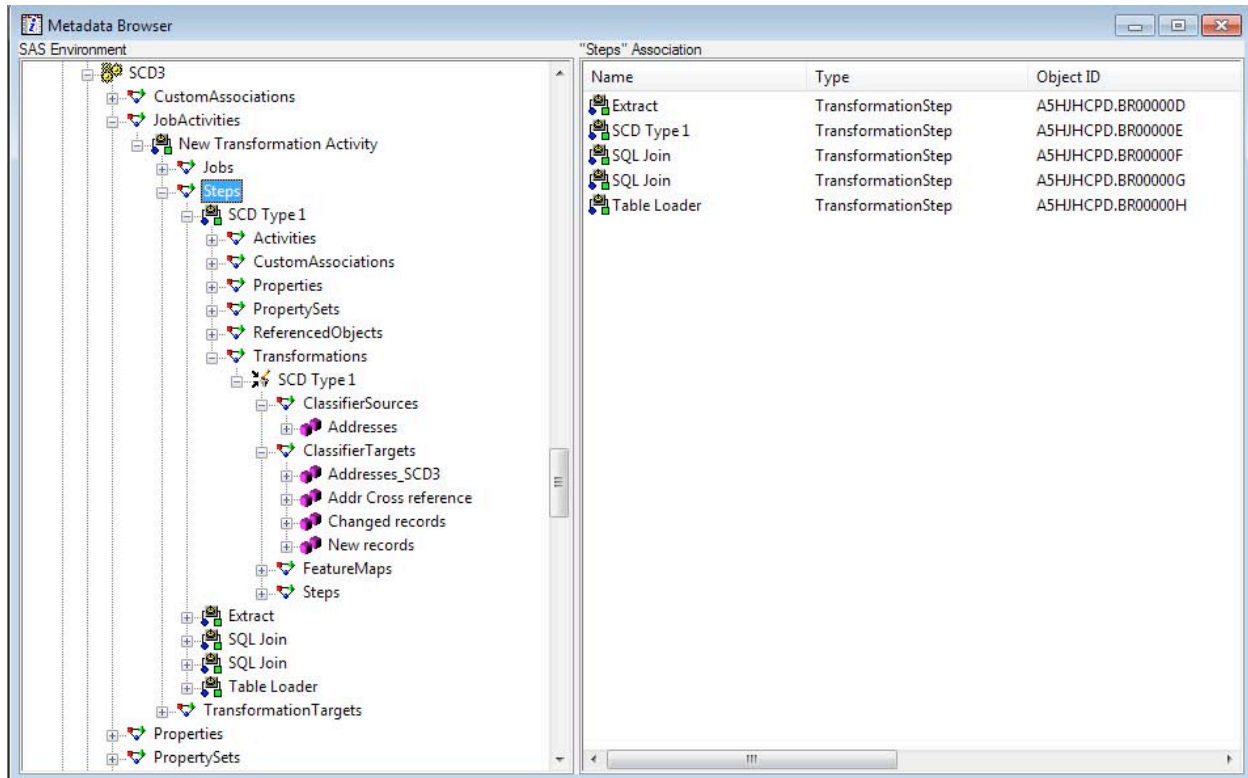 Metadata Browser
SAS Environment
SCD3
CustomAssociations
JobActivities
New Transformation Activity
Jobs
Steps
SCD Type 1
Activities
CustomAssociations
Properties
PropertySets
ReferencedObjects
Transformations
SCD Type 1
ClassifierSources
Addresses
ClassifierTargets
Addresses_SCD3
Addr Cross reference
Changed records
New records
FeatureMaps
Steps
Extract
SQL Join
SQL Join
Table Loader
TransformationTargets
Properties
PropertySets
"Steps" Association
Name Type Object ID
Extract TransformationStep A5HJHCPD.BR00000D
SCD Type 1 TransformationStep A5HJHCPD.BR00000E
SQL Join TransformationStep A5HJHCPD.BR00000F
SQL Join TransformationStep A5HJHCPD.BR00000G
Table Loader TransformationStep A5HJHCPD.BR00000H